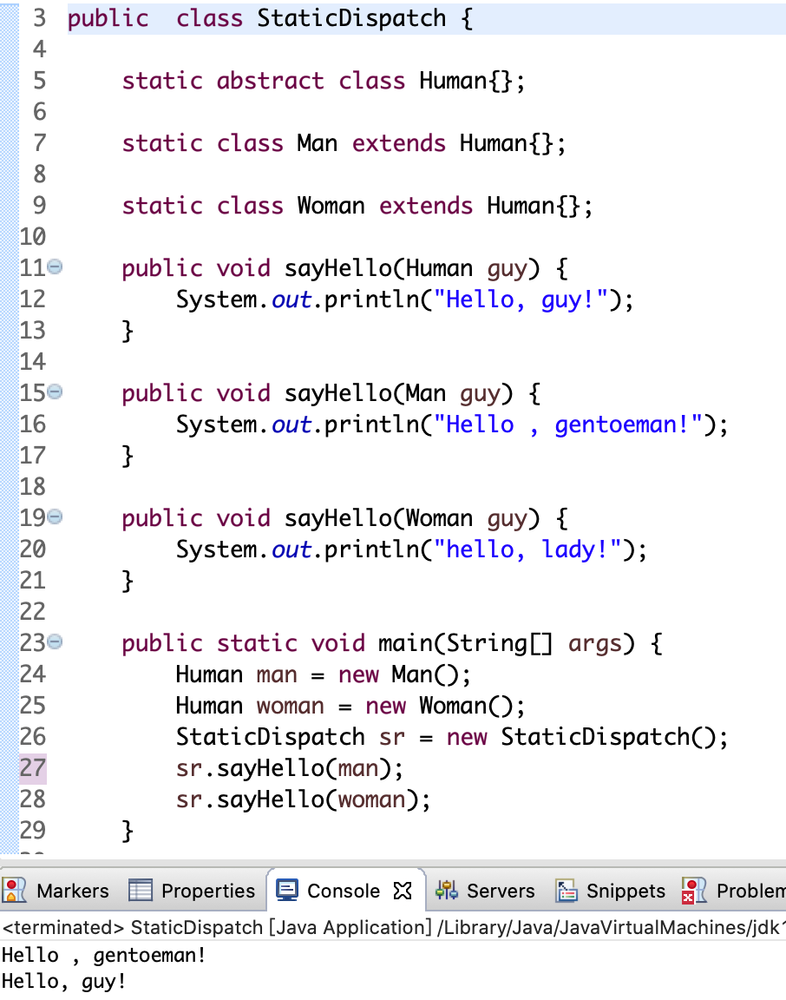 3 public  class StaticDispatch {
4
5     static abstract class Human{};
6
7     static class Man extends Human{};
8
9     static class Woman extends Human{};
10
11     public void sayHello(Human guy) {
12         System.out.println("Hello, guy!");
13     }
14
15     public void sayHello(Man guy) {
16         System.out.println("Hello , gentoeman!");
17     }
18
19     public void sayHello(Woman guy) {
20         System.out.println("hello, lady!");
21     }
22
23     public static void main(String[] args) {
24         Human man = new Man();
25         Human woman = new Woman();
26         StaticDispatch sr = new StaticDispatch();
27         sr.sayHello(man);
28         sr.sayHello(woman);
29     }
Markers Properties Console Servers Snippets Problem
<terminated> StaticDispatch [Java Application] /Library/Java/JavaVirtualMachines/jdk1
Hello , gentoeman!
Hello, guy!